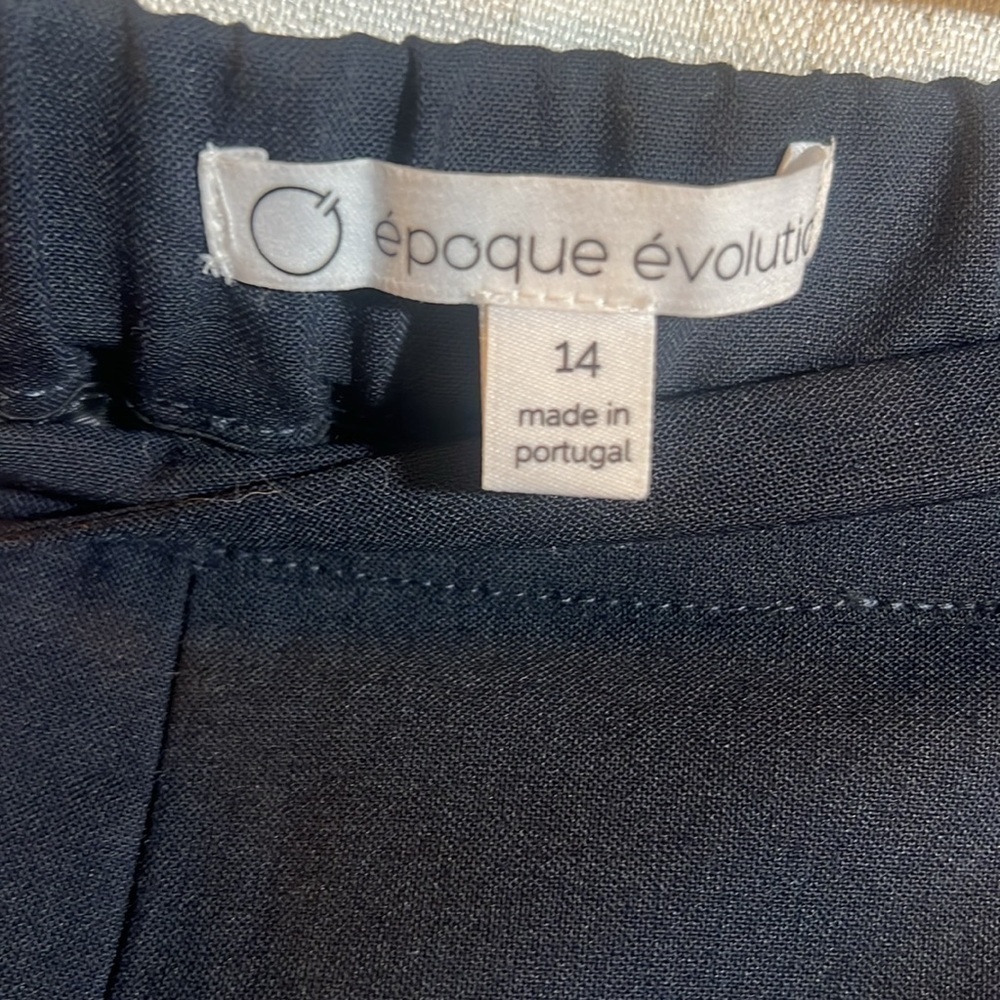 époque évolutio
14
made in
portugal